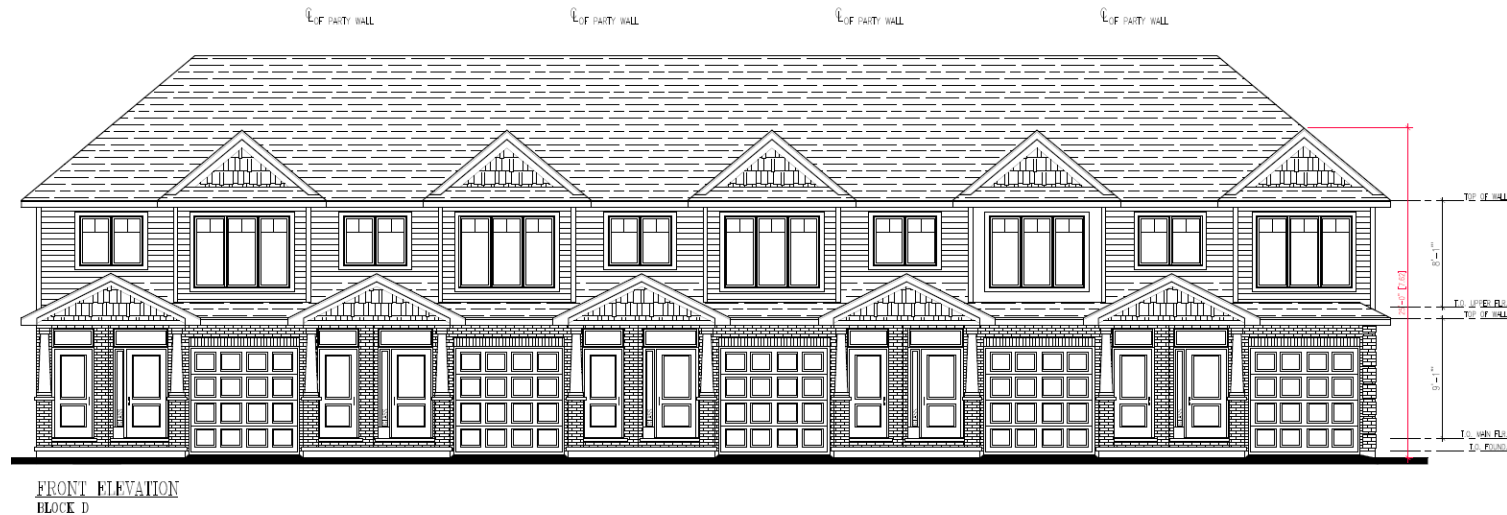 ℄ OF PARTY WALL
℄ OF PARTY WALL
℄ OF PARTY WALL
℄ OF PARTY WALL
TOP OF WALL
8'-1"
T.O. UPPER FLR.
TOP OF WALL
9'-1"
T.O. MAIN FLR.
T.O. FOUND.
FRONT ELEVATION
BLOCK D